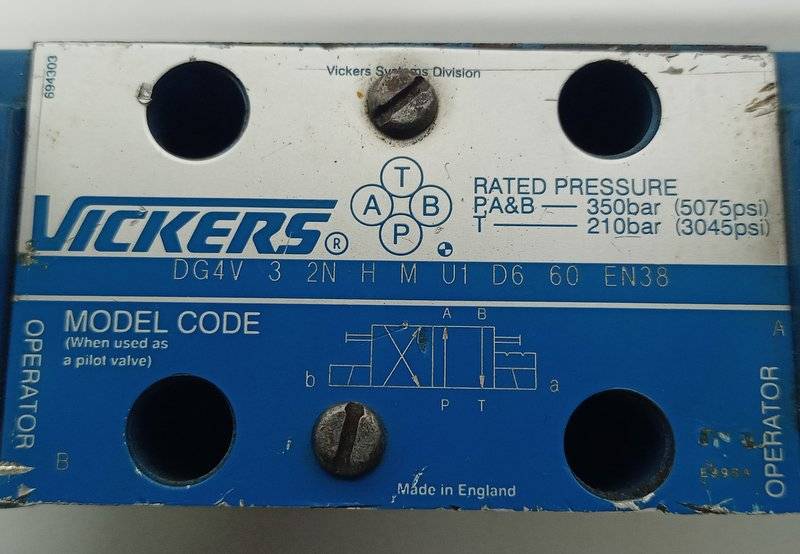 694303
Vickers Systems Division
VICKERS®
T
A B
P
RATED PRESSURE
P,A&B — 350bar (5075psi)
T — 210bar (3045psi)
DG4V 3 2N H M U1 D6 60 EN38
MODEL CODE
(When used as
a pilot valve)
A B
b a
P T
OPERATOR
B
A
OPERATOR
Made in England